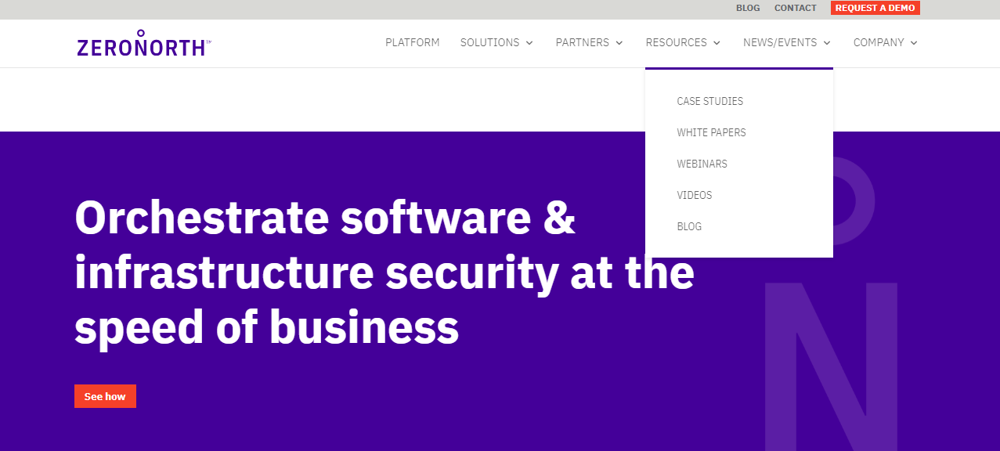 BLOG CONTACT REQUEST A DEMO
ZERONORTH™
PLATFORM SOLUTIONS PARTNERS RESOURCES NEWS/EVENTS COMPANY
CASE STUDIES
WHITE PAPERS
WEBINARS
VIDEOS
BLOG
Orchestrate software &
infrastructure security at the
speed of business
See how
N